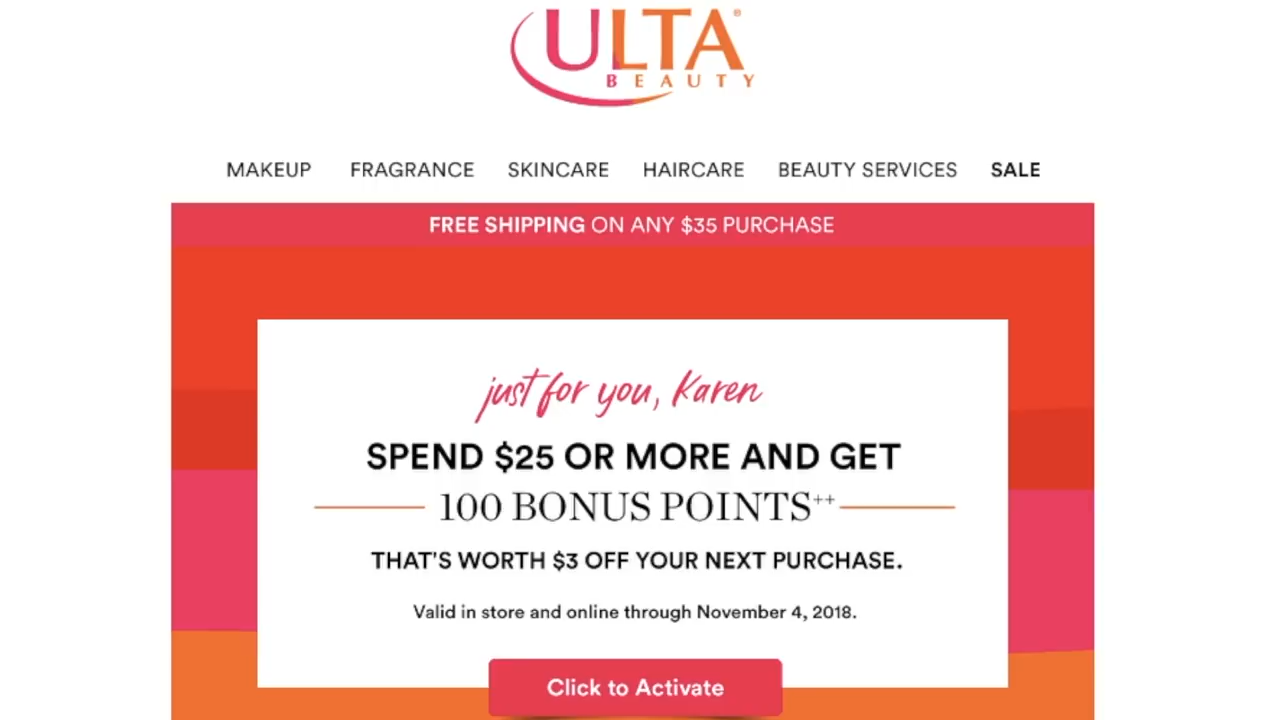 ULTA®
BEAUTY
MAKEUP FRAGRANCE SKINCARE HAIRCARE BEAUTY SERVICES SALE
FREE SHIPPING ON ANY $35 PURCHASE
just for you, Karen
SPEND $25 OR MORE AND GET
100 BONUS POINTS++
THAT'S WORTH $3 OFF YOUR NEXT PURCHASE.
Valid in store and online through November 4, 2018.
Click to Activate